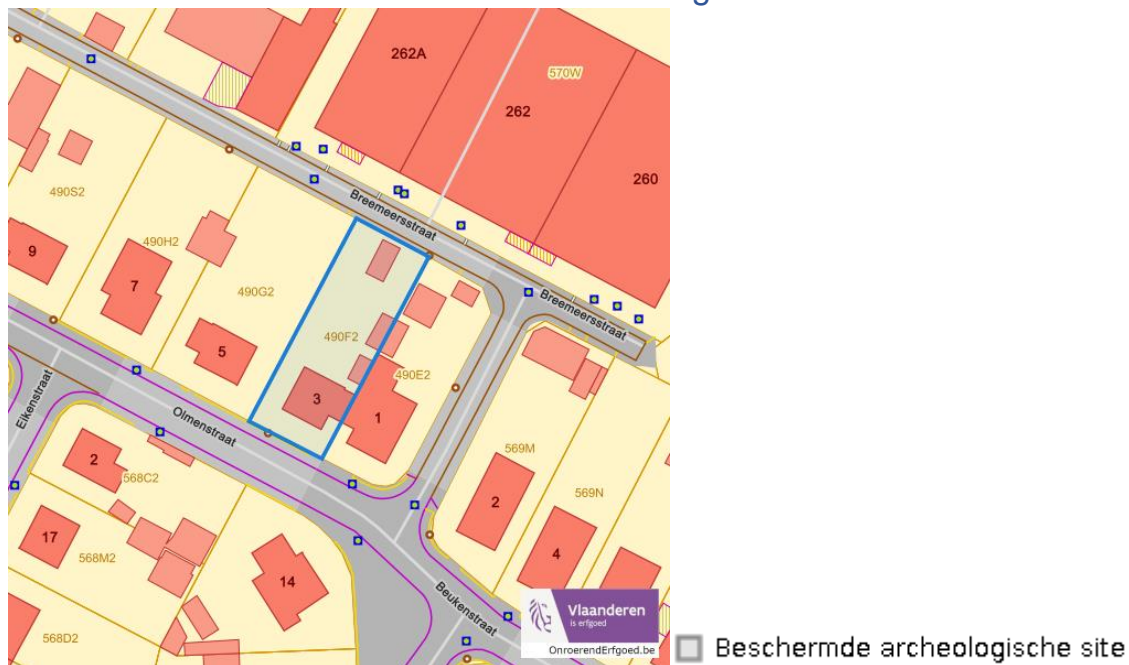 262A
570W
262
260
490S2
Breemeersstraat
9
490H2
7
490G2
Breemeersstraat
5
490F2
490E2
3
1
Eikenstraat
Olmenstraat
2
568C2
569M
569N
2
17
568M2
4
14
Beukenstraat
568D2
Vlaanderen
is erfgoed
OnroerendErfgoed.be
Beschermde archeologische site